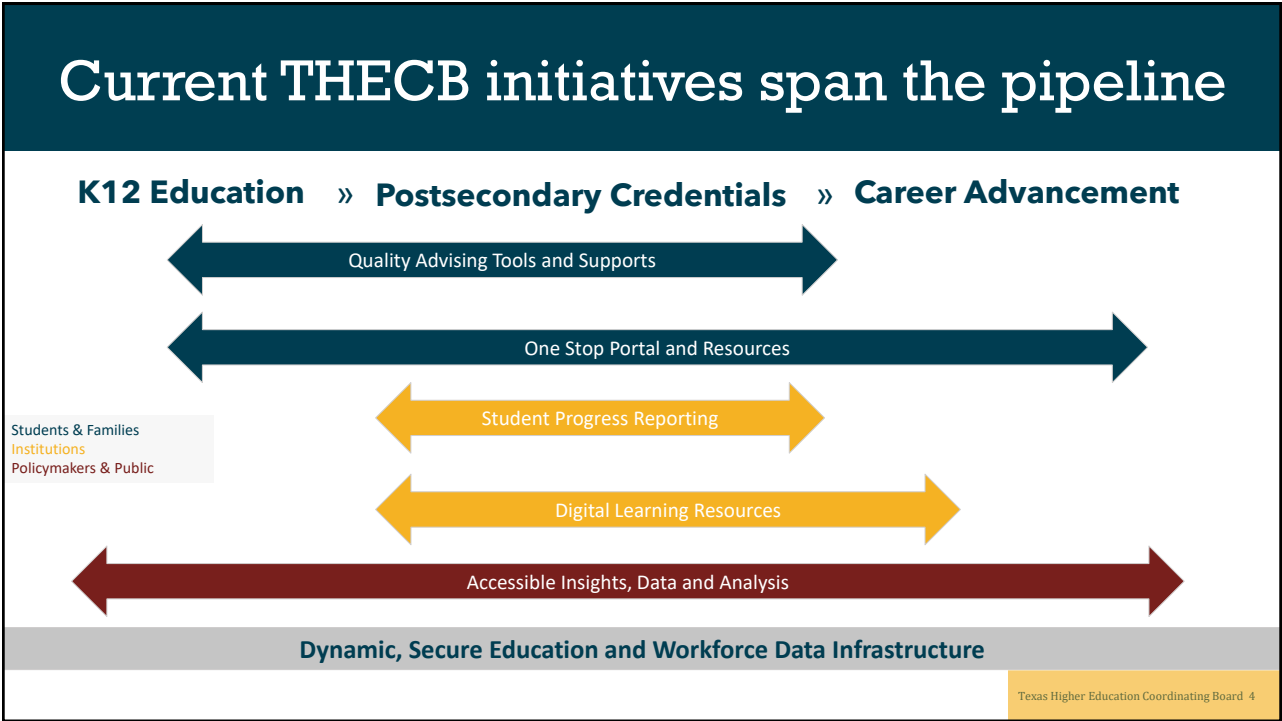 Current THECB initiatives span the pipeline
K12 Education » Postsecondary Credentials » Career Advancement
Quality Advising Tools and Supports
One Stop Portal and Resources
Student Progress Reporting
Students & Families
Institutions
Policymakers & Public
Digital Learning Resources
Accessible Insights, Data and Analysis
Dynamic, Secure Education and Workforce Data Infrastructure
Texas Higher Education Coordinating Board 4